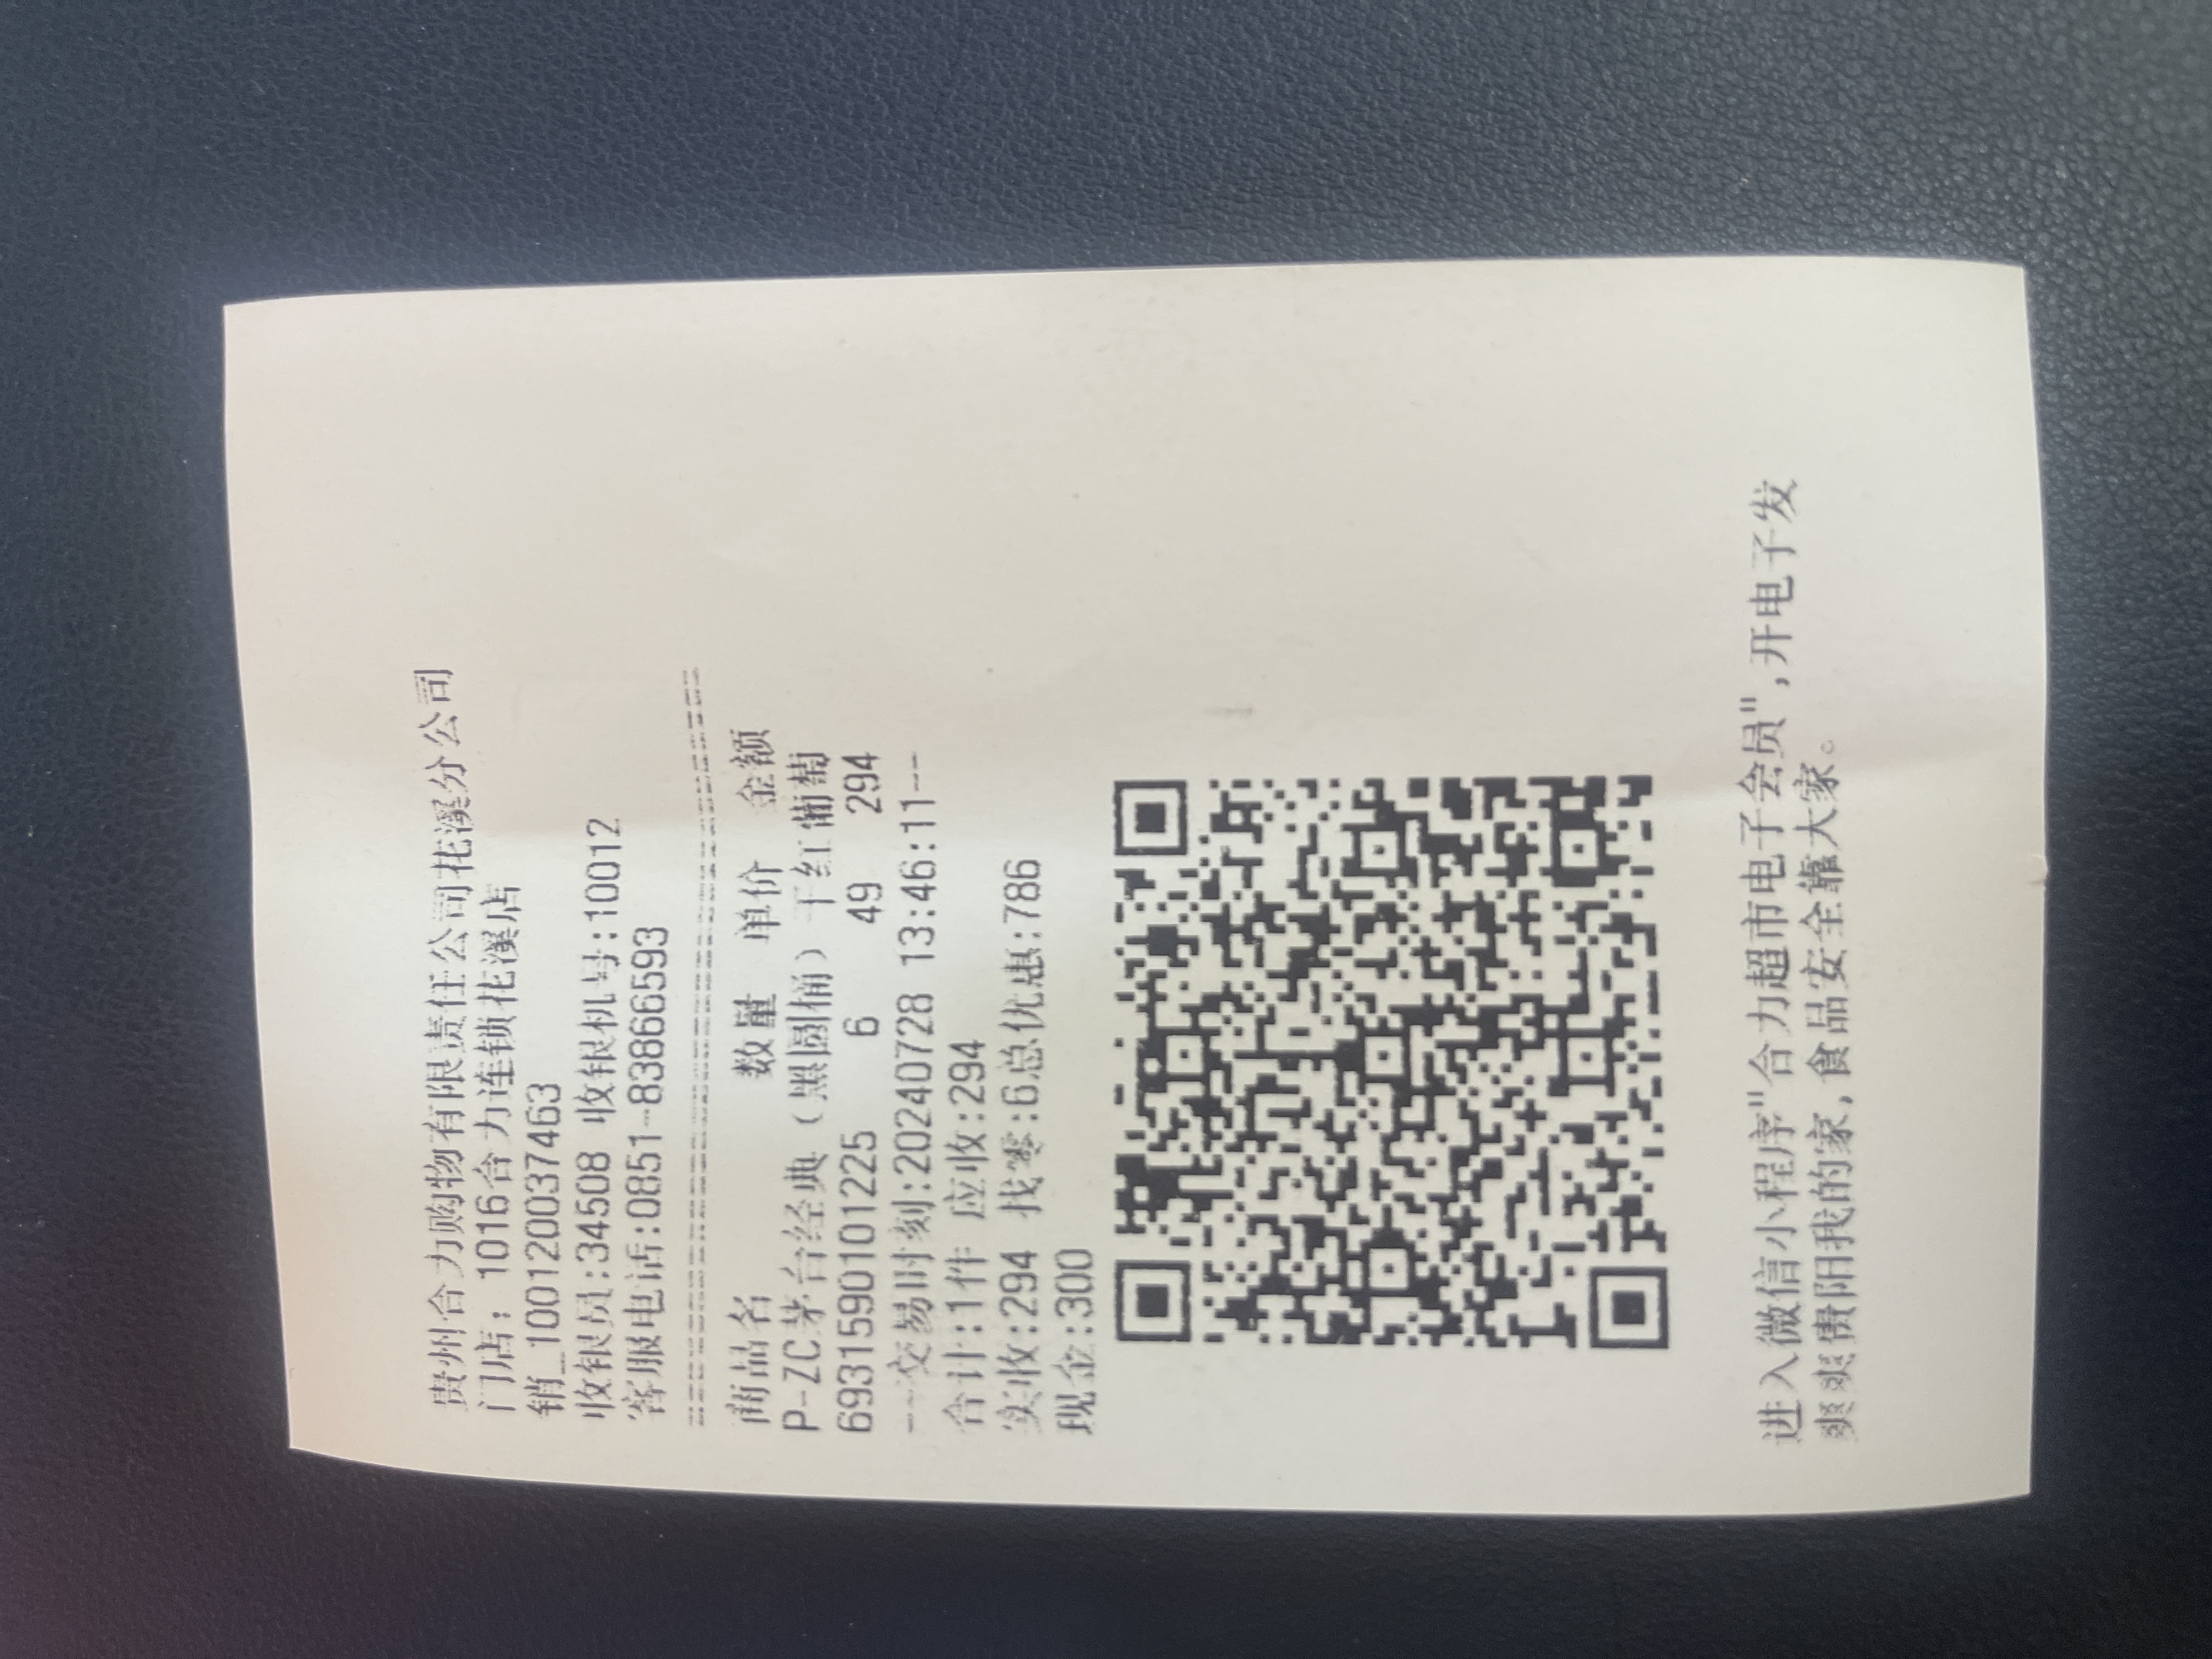 贵州合力购物有限责任公司花溪分公司
门店：1016合力连锁花溪店
销_100120037463
收银员:34508 收银机号:10012
客服电话:0851-83866593
商品名 数量 单价 金额
P-ZC茅台经典（黑圆桶）干红葡萄
6931590101225 6 49 294
--交易时刻:20240728 13:46:11--
合计:1件 应收:294
实收:294 找零:6总优惠:786
现金:300
进入微信小程序"合力超市电子会员",开电子发
爽爽贵阳我的家,食品安全靠大家。